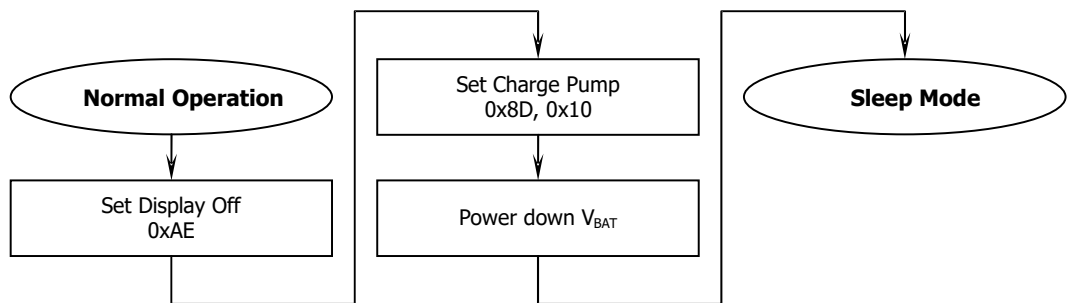 Normal Operation
Set Display Off
0xAE
Set Charge Pump
0x8D, 0x10
Power down VBAT
Sleep Mode